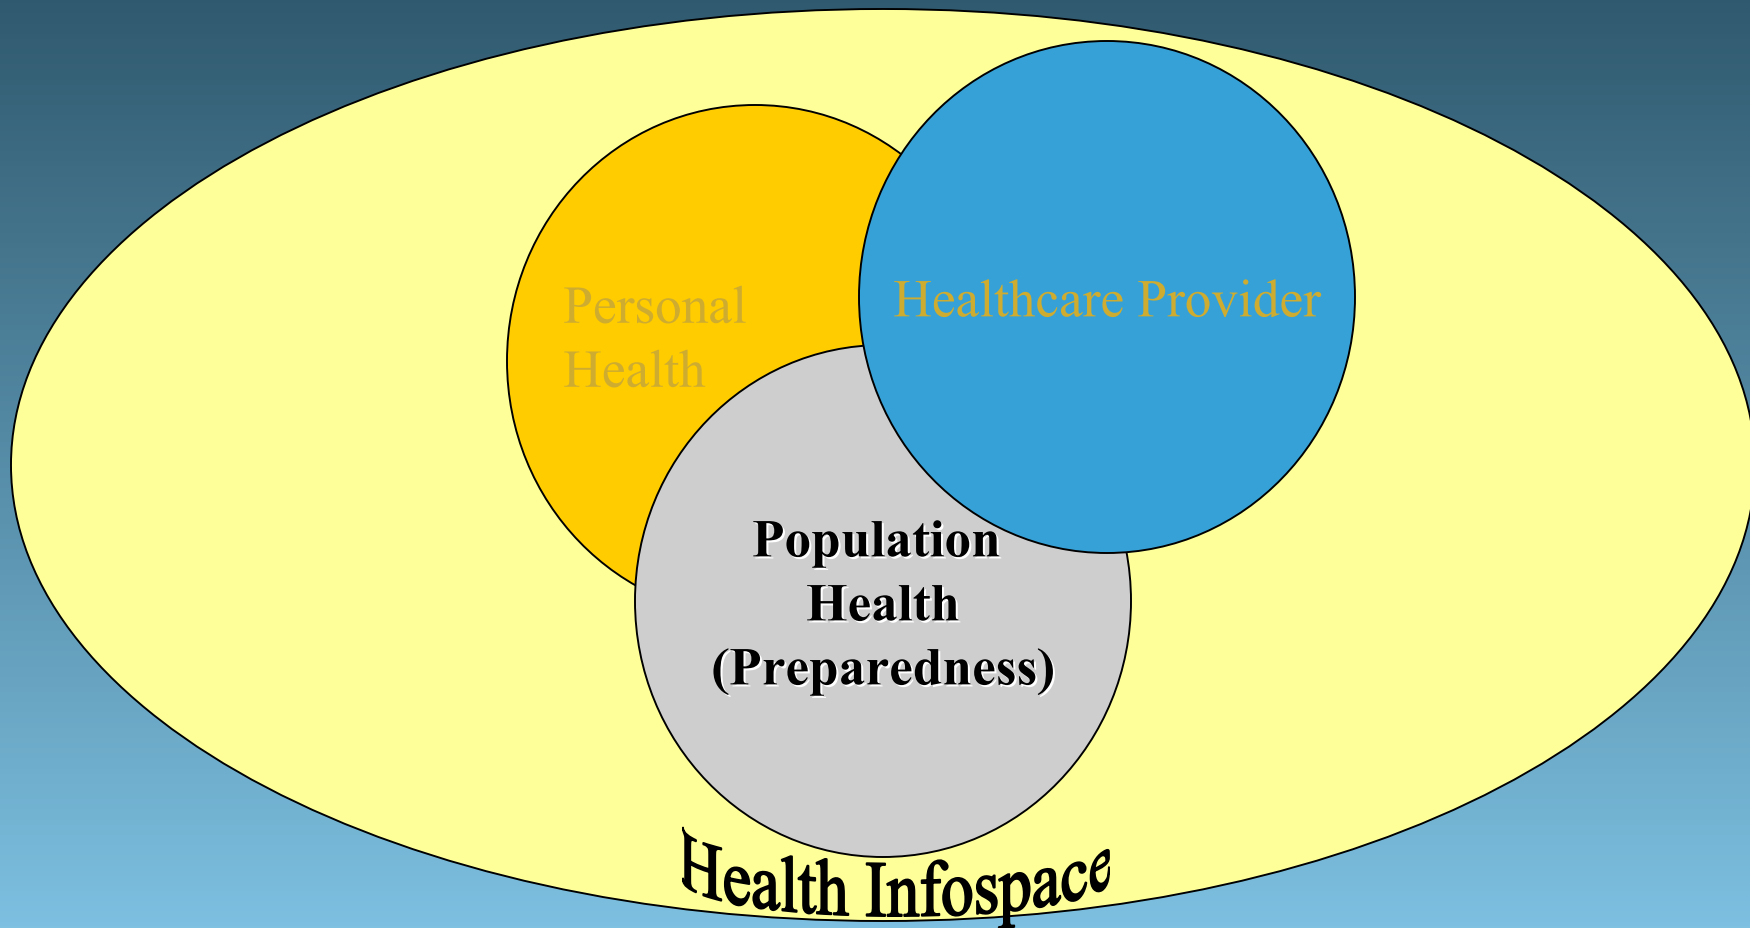 Personal
Health
Healthcare Provider
Population
Health
(Preparedness)
Health Infospace